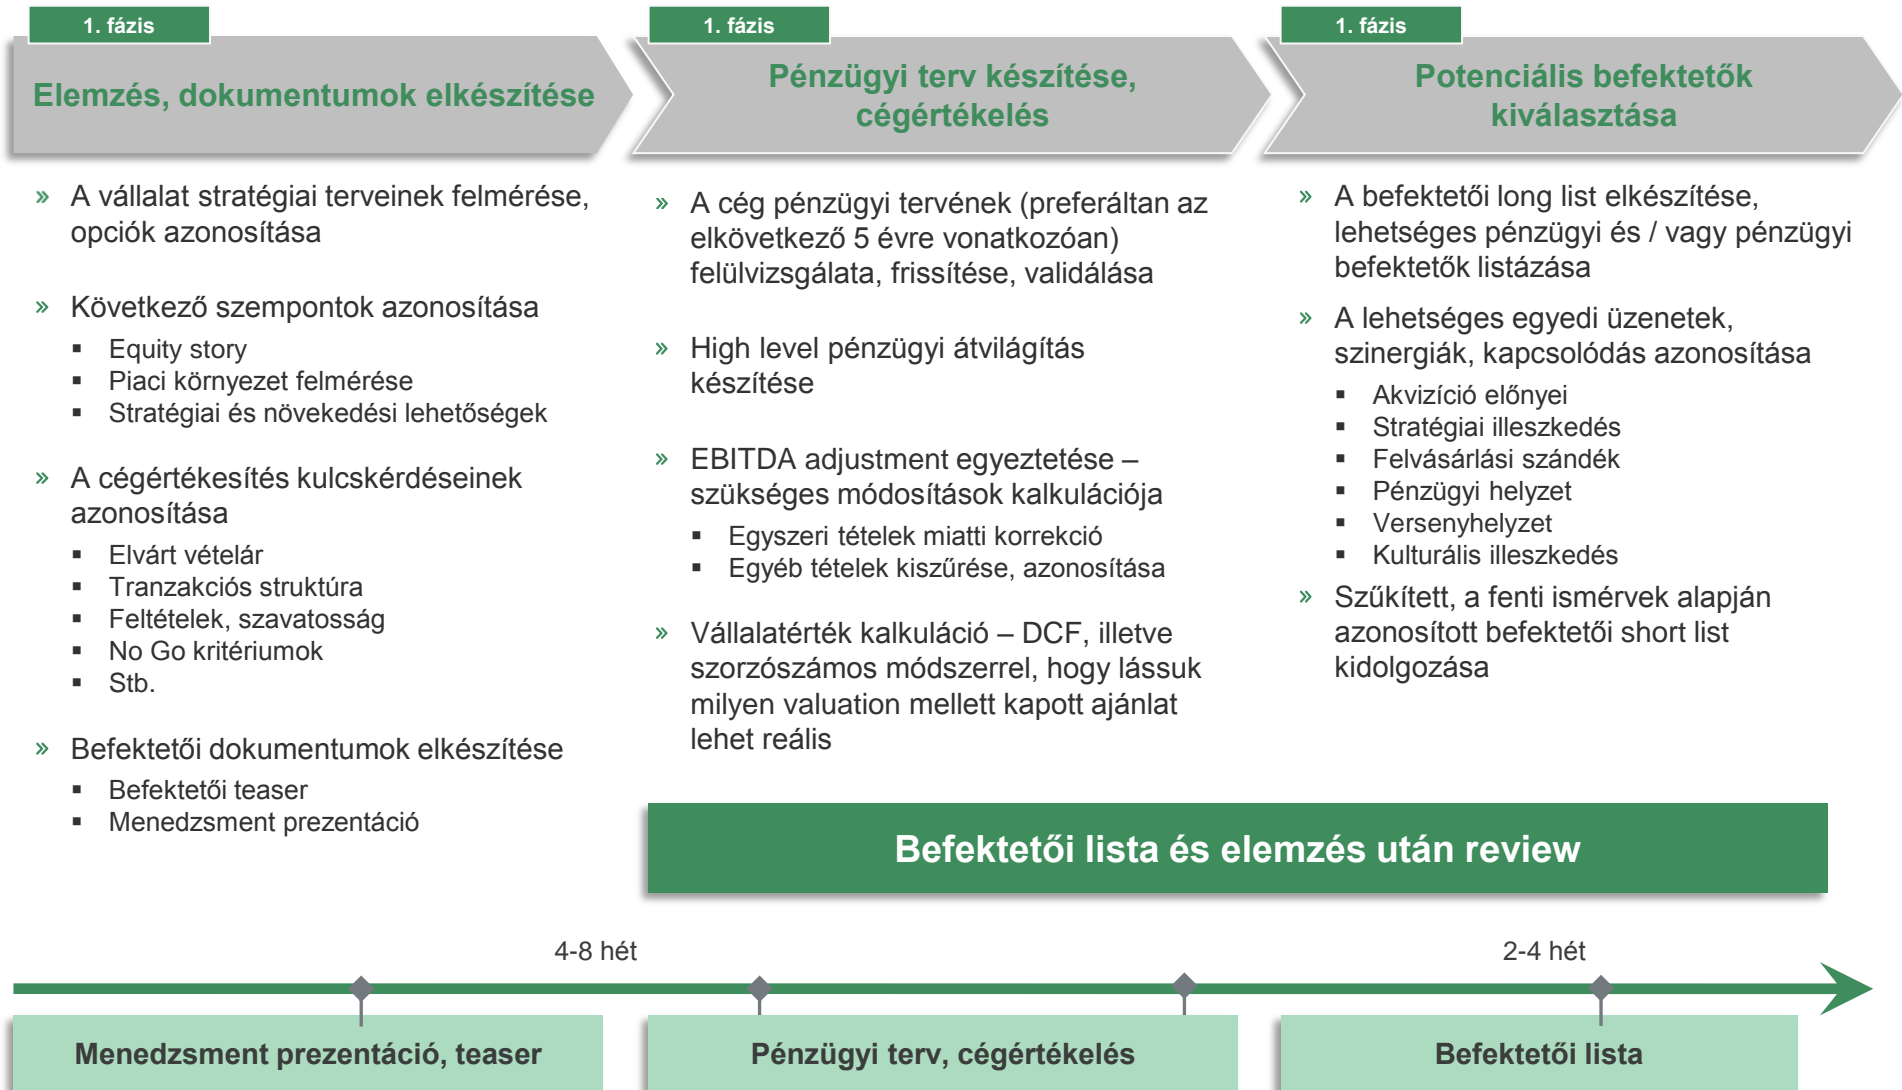 1. fázis
Elemzés, dokumentumok elkészítése
» A vállalat stratégiai terveinek felmérése,
opciók azonosítása
» Következő szempontok azonosítása
▪ Equity story
▪ Piaci környezet felmérése
▪ Stratégiai és növekedési lehetőségek
» A cégértékesítés kulcskérdéseinek
azonosítása
▪ Elvárt vételár
▪ Tranzakciós struktúra
▪ Feltételek, szavatosság
▪ No Go kritériumok
▪ Stb.
» Befektetői dokumentumok elkészítése
▪ Befektetői teaser
▪ Menedzsment prezentáció
1. fázis
Pénzügyi terv készítése,
cégértékelés
» A cég pénzügyi tervének (preferáltan az
elkövetkező 5 évre vonatkozóan)
felülvizsgálata, frissítése, validálása
» High level pénzügyi átvilágítás
készítése
» EBITDA adjustment egyeztetése –
szükséges módosítások kalkulációja
▪ Egyszeri tételek miatti korrekció
▪ Egyéb tételek kiszűrése, azonosítása
» Vállalatérték kalkuláció – DCF, illetve
szorzószámos módszerrel, hogy lássuk
milyen valuation mellett kapott ajánlat
lehet reális
1. fázis
Potenciális befektetők
kiválasztása
» A befektetői long list elkészítése,
lehetséges pénzügyi és / vagy pénzügyi
befektetők listázása
» A lehetséges egyedi üzenetek,
szinergiák, kapcsolódás azonosítása
▪ Akvizíció előnyei
▪ Stratégiai illeszkedés
▪ Felvásárlási szándék
▪ Pénzügyi helyzet
▪ Versenyhelyzet
▪ Kulturális illeszkedés
» Szűkített, a fenti ismérvek alapján
azonosított befektetői short list
kidolgozása
Befektetői lista és elemzés után review
4-8 hét
2-4 hét
Menedzsment prezentáció, teaser
Pénzügyi terv, cégértékelés
Befektetői lista